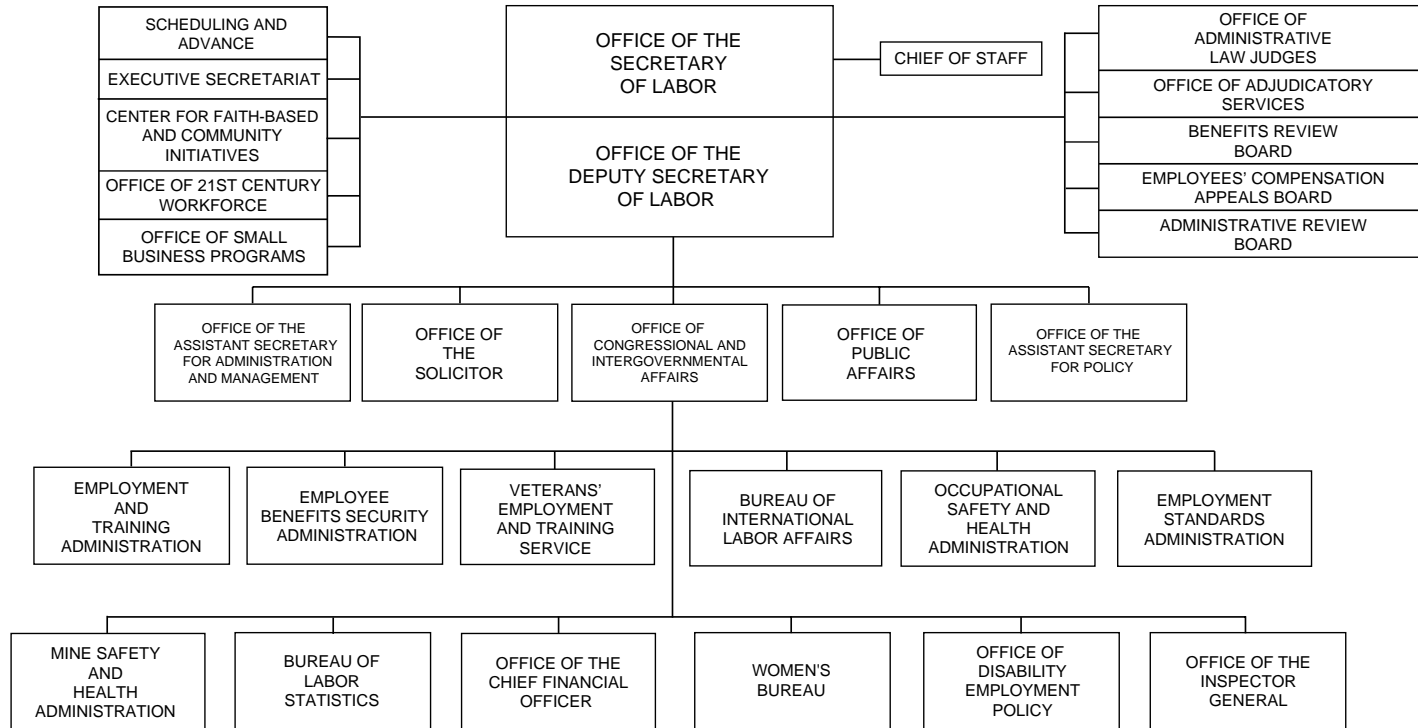 SCHEDULING AND
ADVANCE
EXECUTIVE SECRETARIAT
CENTER FOR FAITH-BASED
AND COMMUNITY
INITIATIVES
OFFICE OF 21ST CENTURY
WORKFORCE
OFFICE OF SMALL
BUSINESS PROGRAMS
OFFICE OF THE
SECRETARY
OF LABOR
OFFICE OF THE
DEPUTY SECRETARY
OF LABOR
CHIEF OF STAFF
OFFICE OF
ADMINISTRATIVE
LAW JUDGES
OFFICE OF ADJUDICATORY
SERVICES
BENEFITS REVIEW
BOARD
EMPLOYEES’ COMPENSATION
APPEALS BOARD
ADMINISTRATIVE REVIEW
BOARD
OFFICE OF THE
ASSISTANT SECRETARY
FOR ADMINISTRATION
AND MANAGEMENT
OFFICE OF
THE
SOLICITOR
OFFICE OF
CONGRESSIONAL AND
INTERGOVERNMENTAL
AFFAIRS
OFFICE OF
PUBLIC
AFFAIRS
OFFICE OF THE
ASSISTANT SECRETARY
FOR POLICY
EMPLOYMENT
AND
TRAINING
ADMINISTRATION
EMPLOYEE
BENEFITS SECURITY
ADMINISTRATION
VETERANS’
EMPLOYMENT
AND TRAINING
SERVICE
BUREAU OF
INTERNATIONAL
LABOR AFFAIRS
OCCUPATIONAL
SAFETY AND
HEALTH
ADMINISTRATION
EMPLOYMENT
STANDARDS
ADMINISTRATION
MINE SAFETY
AND
HEALTH
ADMINISTRATION
BUREAU OF
LABOR
STATISTICS
OFFICE OF THE
CHIEF FINANCIAL
OFFICER
WOMEN'S
BUREAU
OFFICE OF
DISABILITY
EMPLOYMENT
POLICY
OFFICE OF THE
INSPECTOR
GENERAL